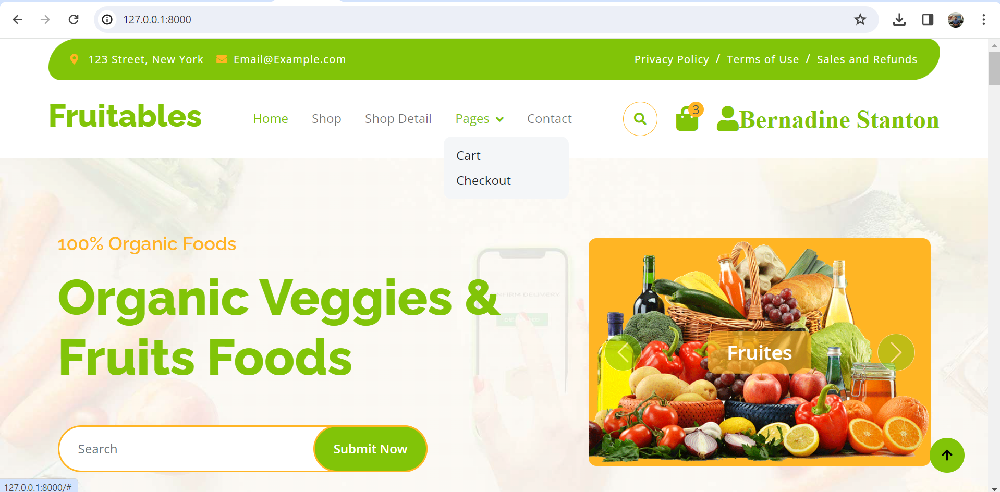 127.0.0.1:8000
123 Street, New York Email@Example.com Privacy Policy / Terms of Use / Sales and Refunds
Fruitables Home Shop Shop Detail Pages Contact 3 Bernadine Stanton
Cart
Checkout
100% Organic Foods
Organic Veggies &
Fruits Foods
CONFIRM DELIVERY
Fruites
Search Submit Now
127.0.0.1:8000/#